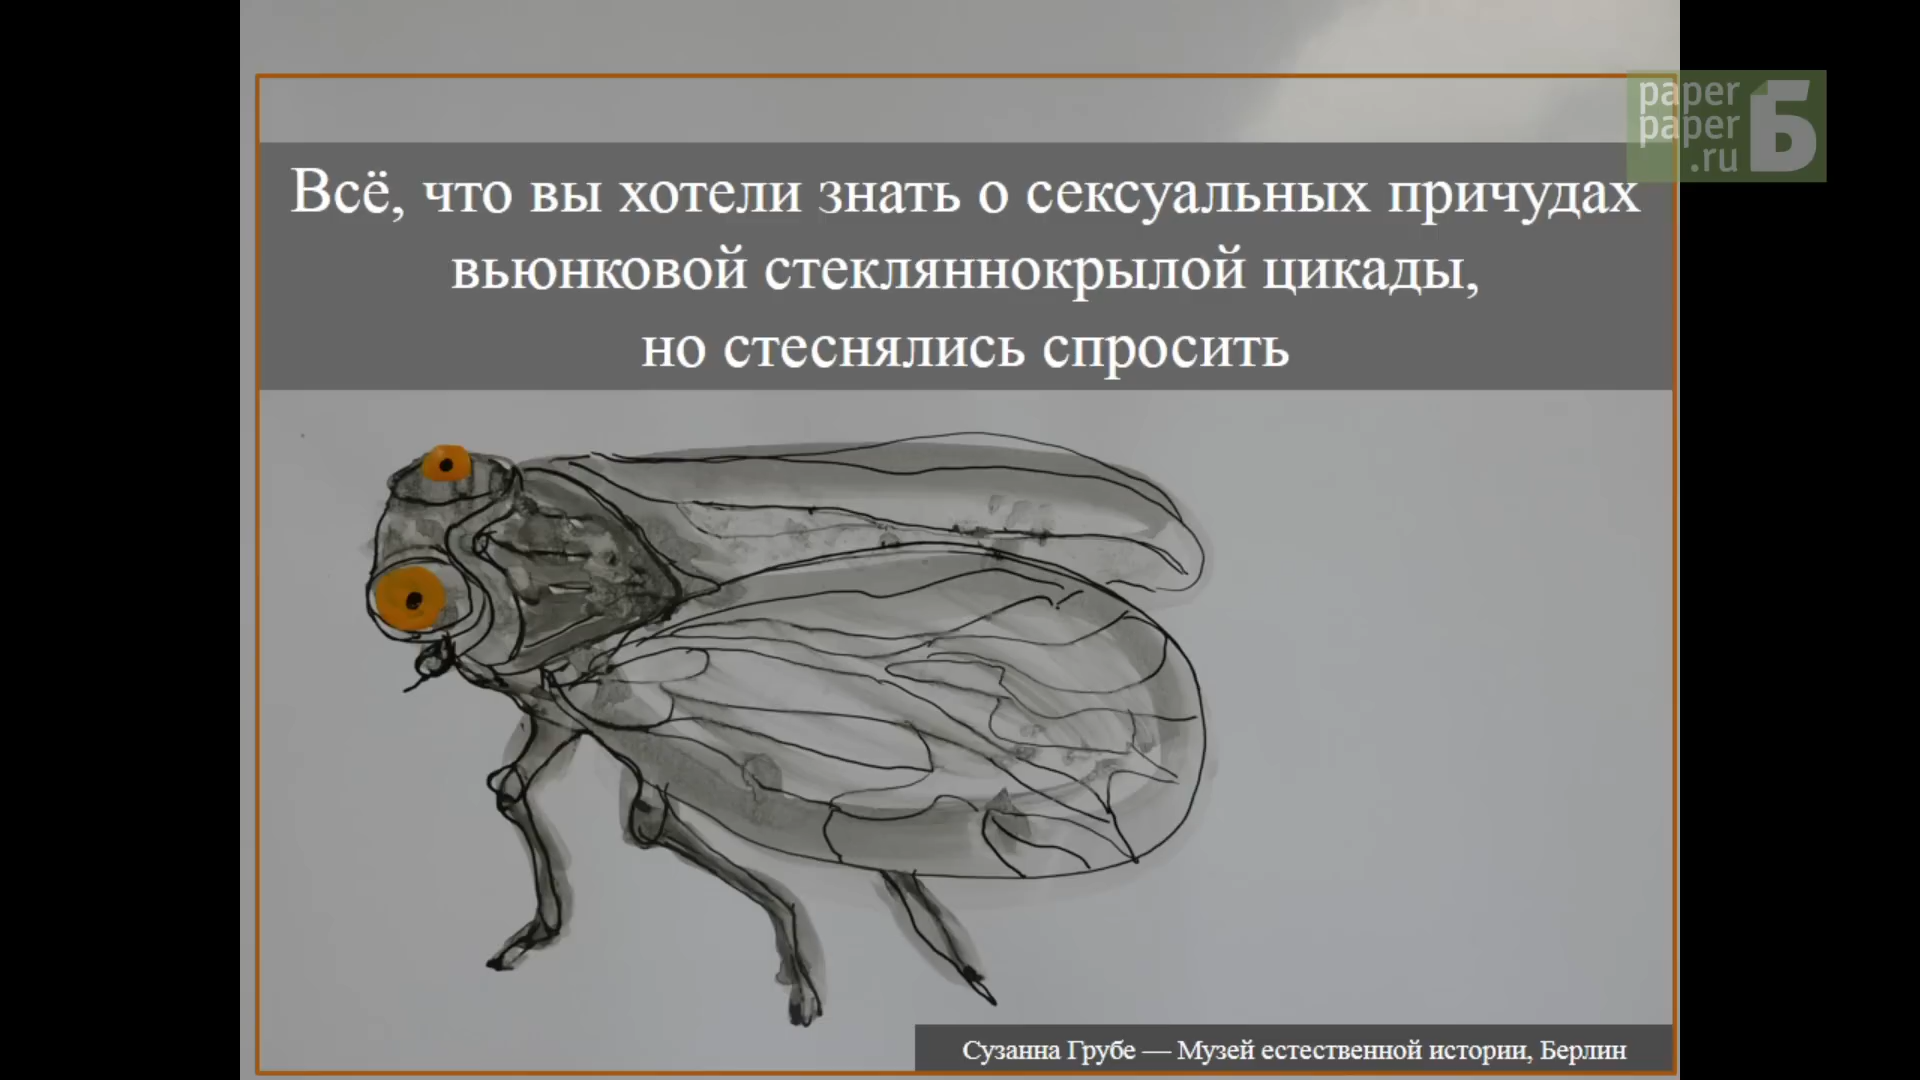 paper
paper
.ru Б
Всё, что вы хотели знать о сексуальных причудах
вьюнковой стекляннокрылой цикады,
но стеснялись спросить
Сузанна Грубе — Музей естественной истории, Берлин